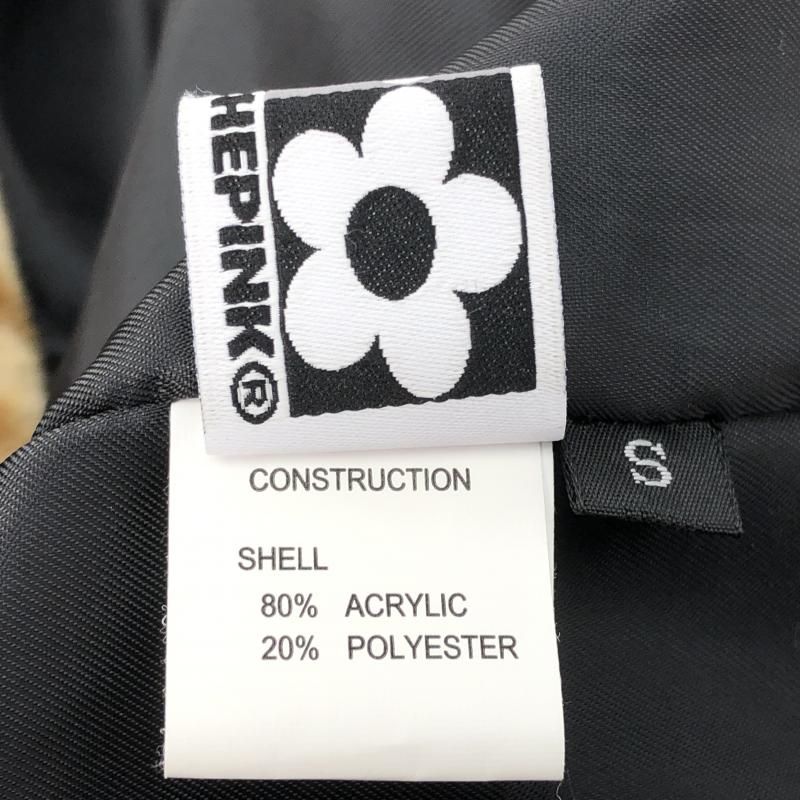 HEPINK®
S
CONSTRUCTION
SHELL
80% ACRYLIC
20% POLYESTER